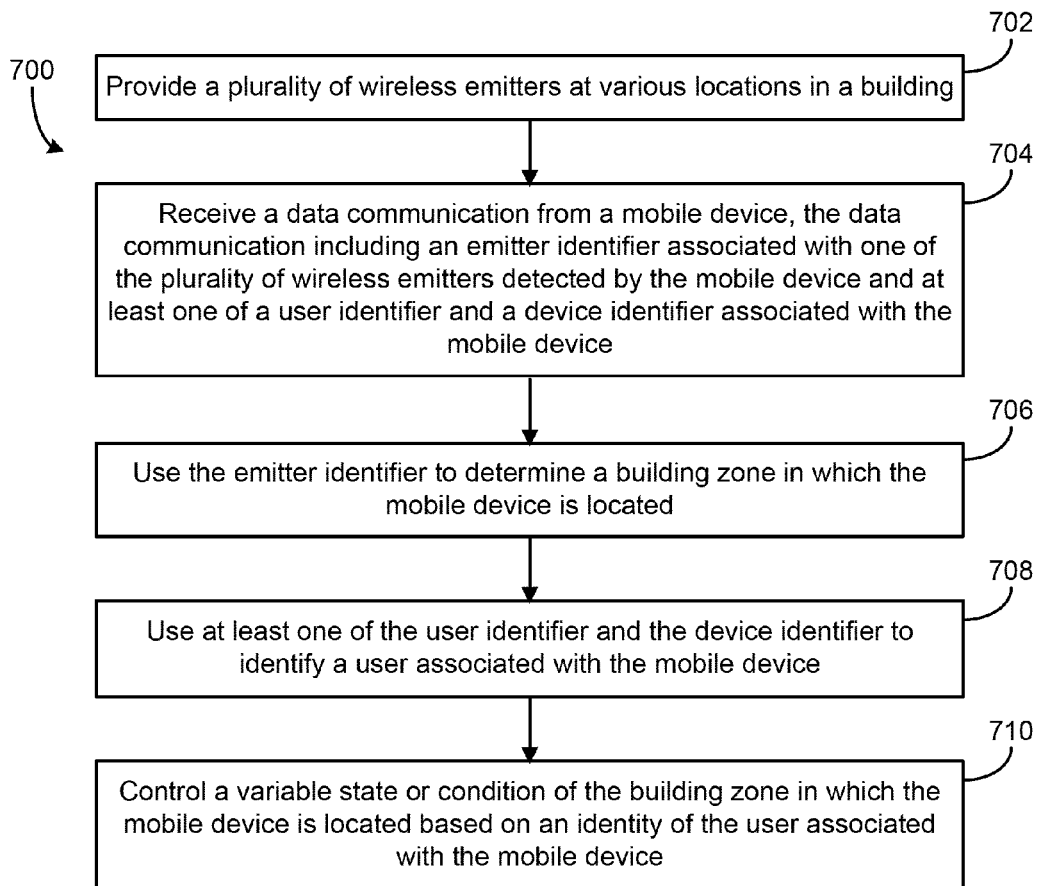 700
702
Provide a plurality of wireless emitters at various locations in a building
704
Receive a data communication from a mobile device, the data
communication including an emitter identifier associated with one of
the plurality of wireless emitters detected by the mobile device and at
least one of a user identifier and a device identifier associated with the
mobile device
706
Use the emitter identifier to determine a building zone in which the
mobile device is located
708
Use at least one of the user identifier and the device identifier to
identify a user associated with the mobile device
710
Control a variable state or condition of the building zone in which the
mobile device is located based on an identity of the user associated
with the mobile device